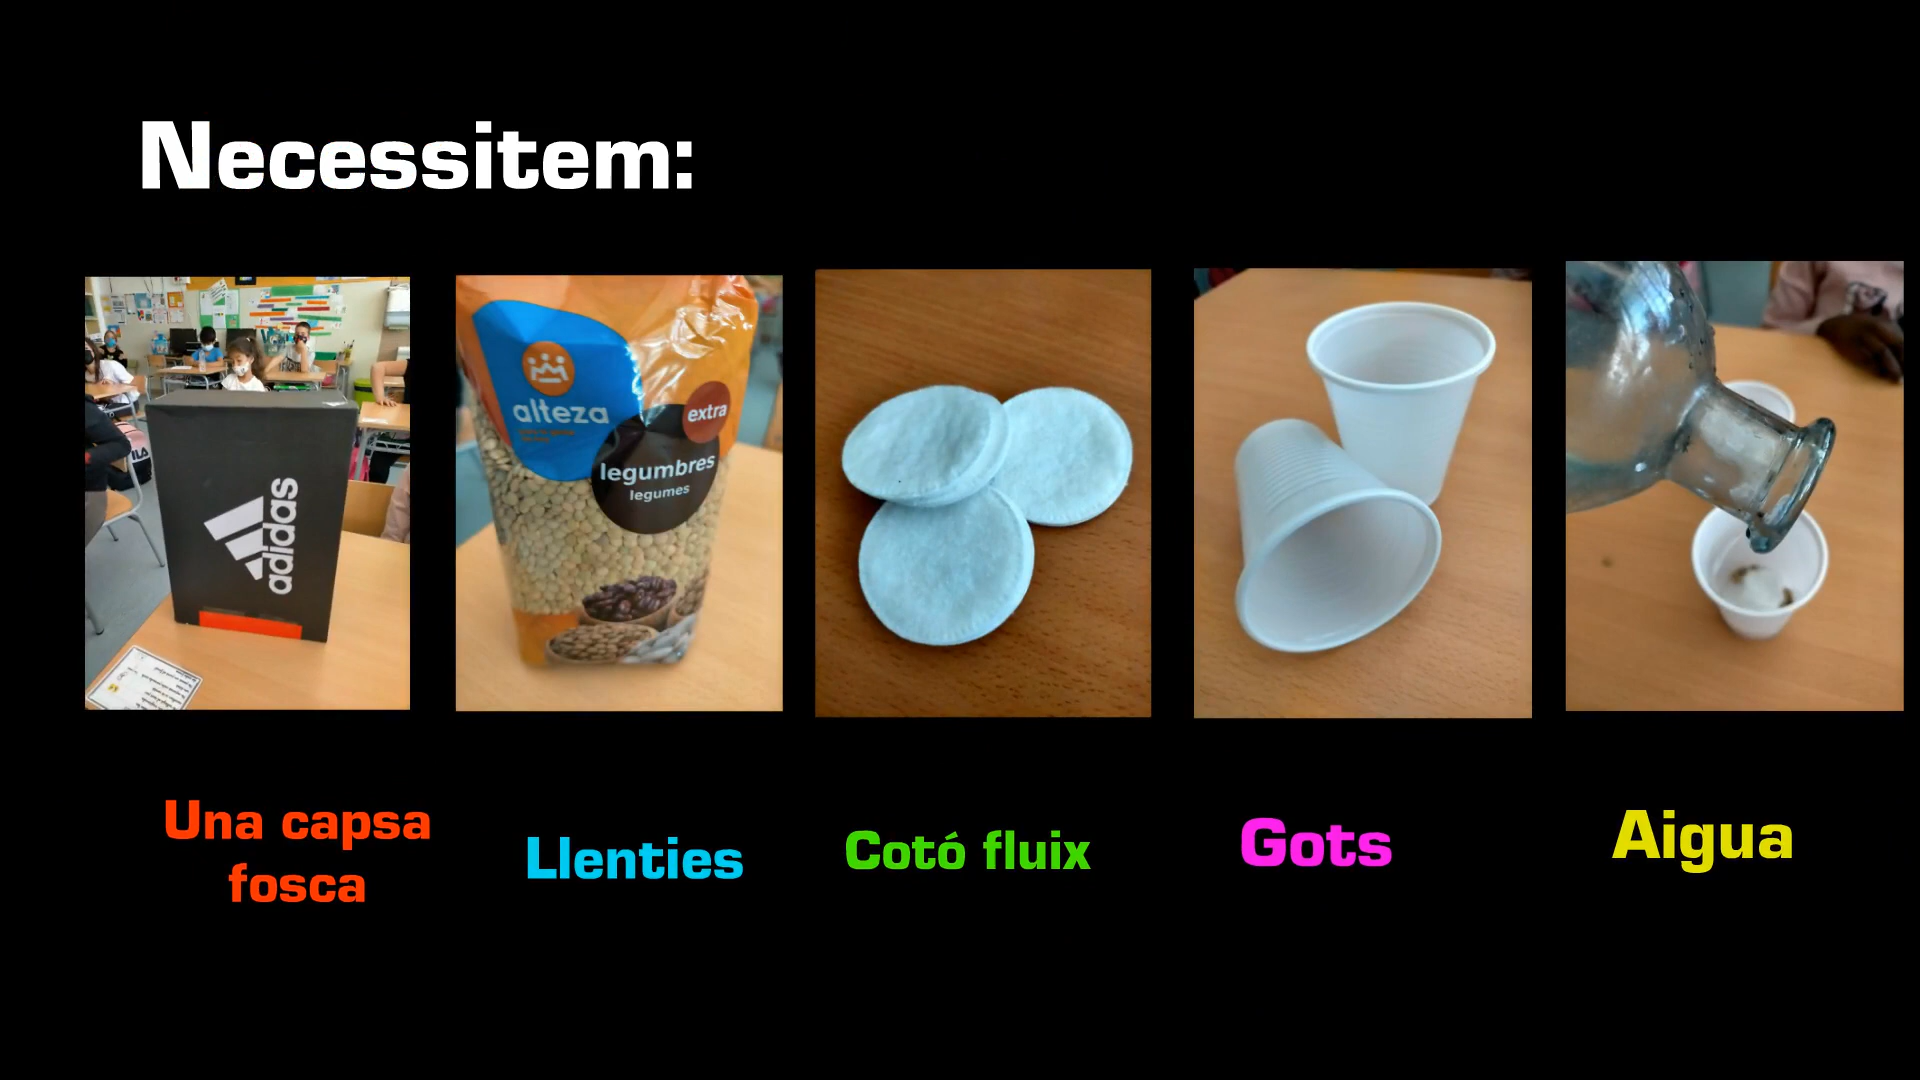 Necessitem:
adidas
alteza
extra
legumbres
legumes
Una capsa
fosca
Llenties
Cotó fluix
Gots
Aigua